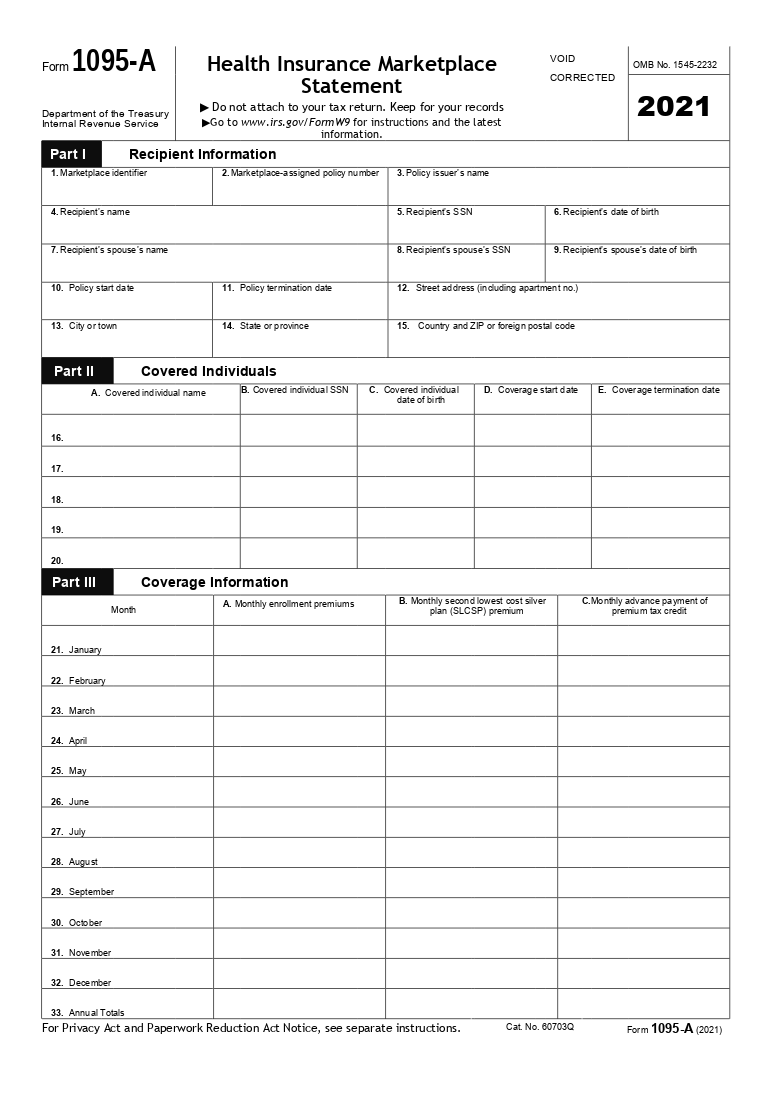 Form 1095-A
Health Insurance Marketplace
Statement
▶ Do not attach to your tax return. Keep for your records
▶Go to www.irs.gov/FormW9 for instructions and the latest
information.
VOID
CORRECTED
OMB No. 1545-2232
2021
Department of the Treasury
Internal Revenue Service
Part I Recipient Information
1. Marketplace identifier 2. Marketplace-assigned policy number 3. Policy issuer's name
4. Recipient's name 5. Recipient's SSN 6. Recipient's date of birth
7. Recipient's spouse's name 8. Recipient's spouse's SSN 9. Recipient's spouse's date of birth
10. Policy start date 11. Policy termination date 12. Street address (including apartment no.)
13. City or town 14. State or province 15. Country and ZIP or foreign postal code
Part II Covered Individuals
A. Covered individual name B. Covered individual SSN C. Covered individual
date of birth D. Coverage start date E. Coverage termination date
16.
17.
18.
19.
20.
Part III Coverage Information
Month A. Monthly enrollment premiums B. Monthly second lowest cost silver
plan (SLCSP) premium C.Monthly advance payment of
premium tax credit
21. January
22. February
23. March
24. April
25. May
26. June
27. July
28. August
29. September
30. October
31. November
32. December
33. Annual Totals
For Privacy Act and Paperwork Reduction Act Notice, see separate instructions. Cat. No. 60703Q Form 1095-A (2021)